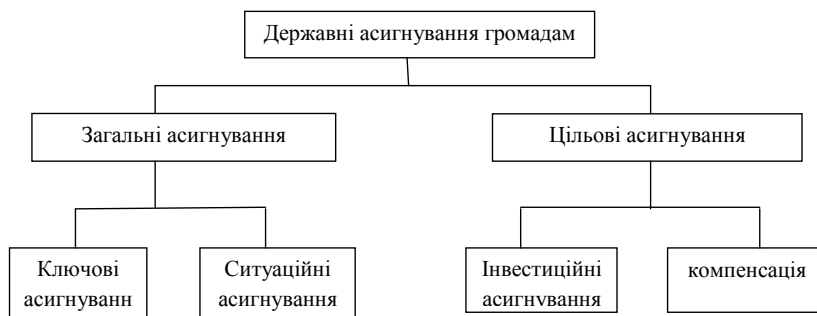 Державні асигнування громадам
Загальні асигнування
Цільові асигнування
Ключові
асигнуванн
Ситуаційні
асигнування
Інвестиційні
асигнування
компенсація